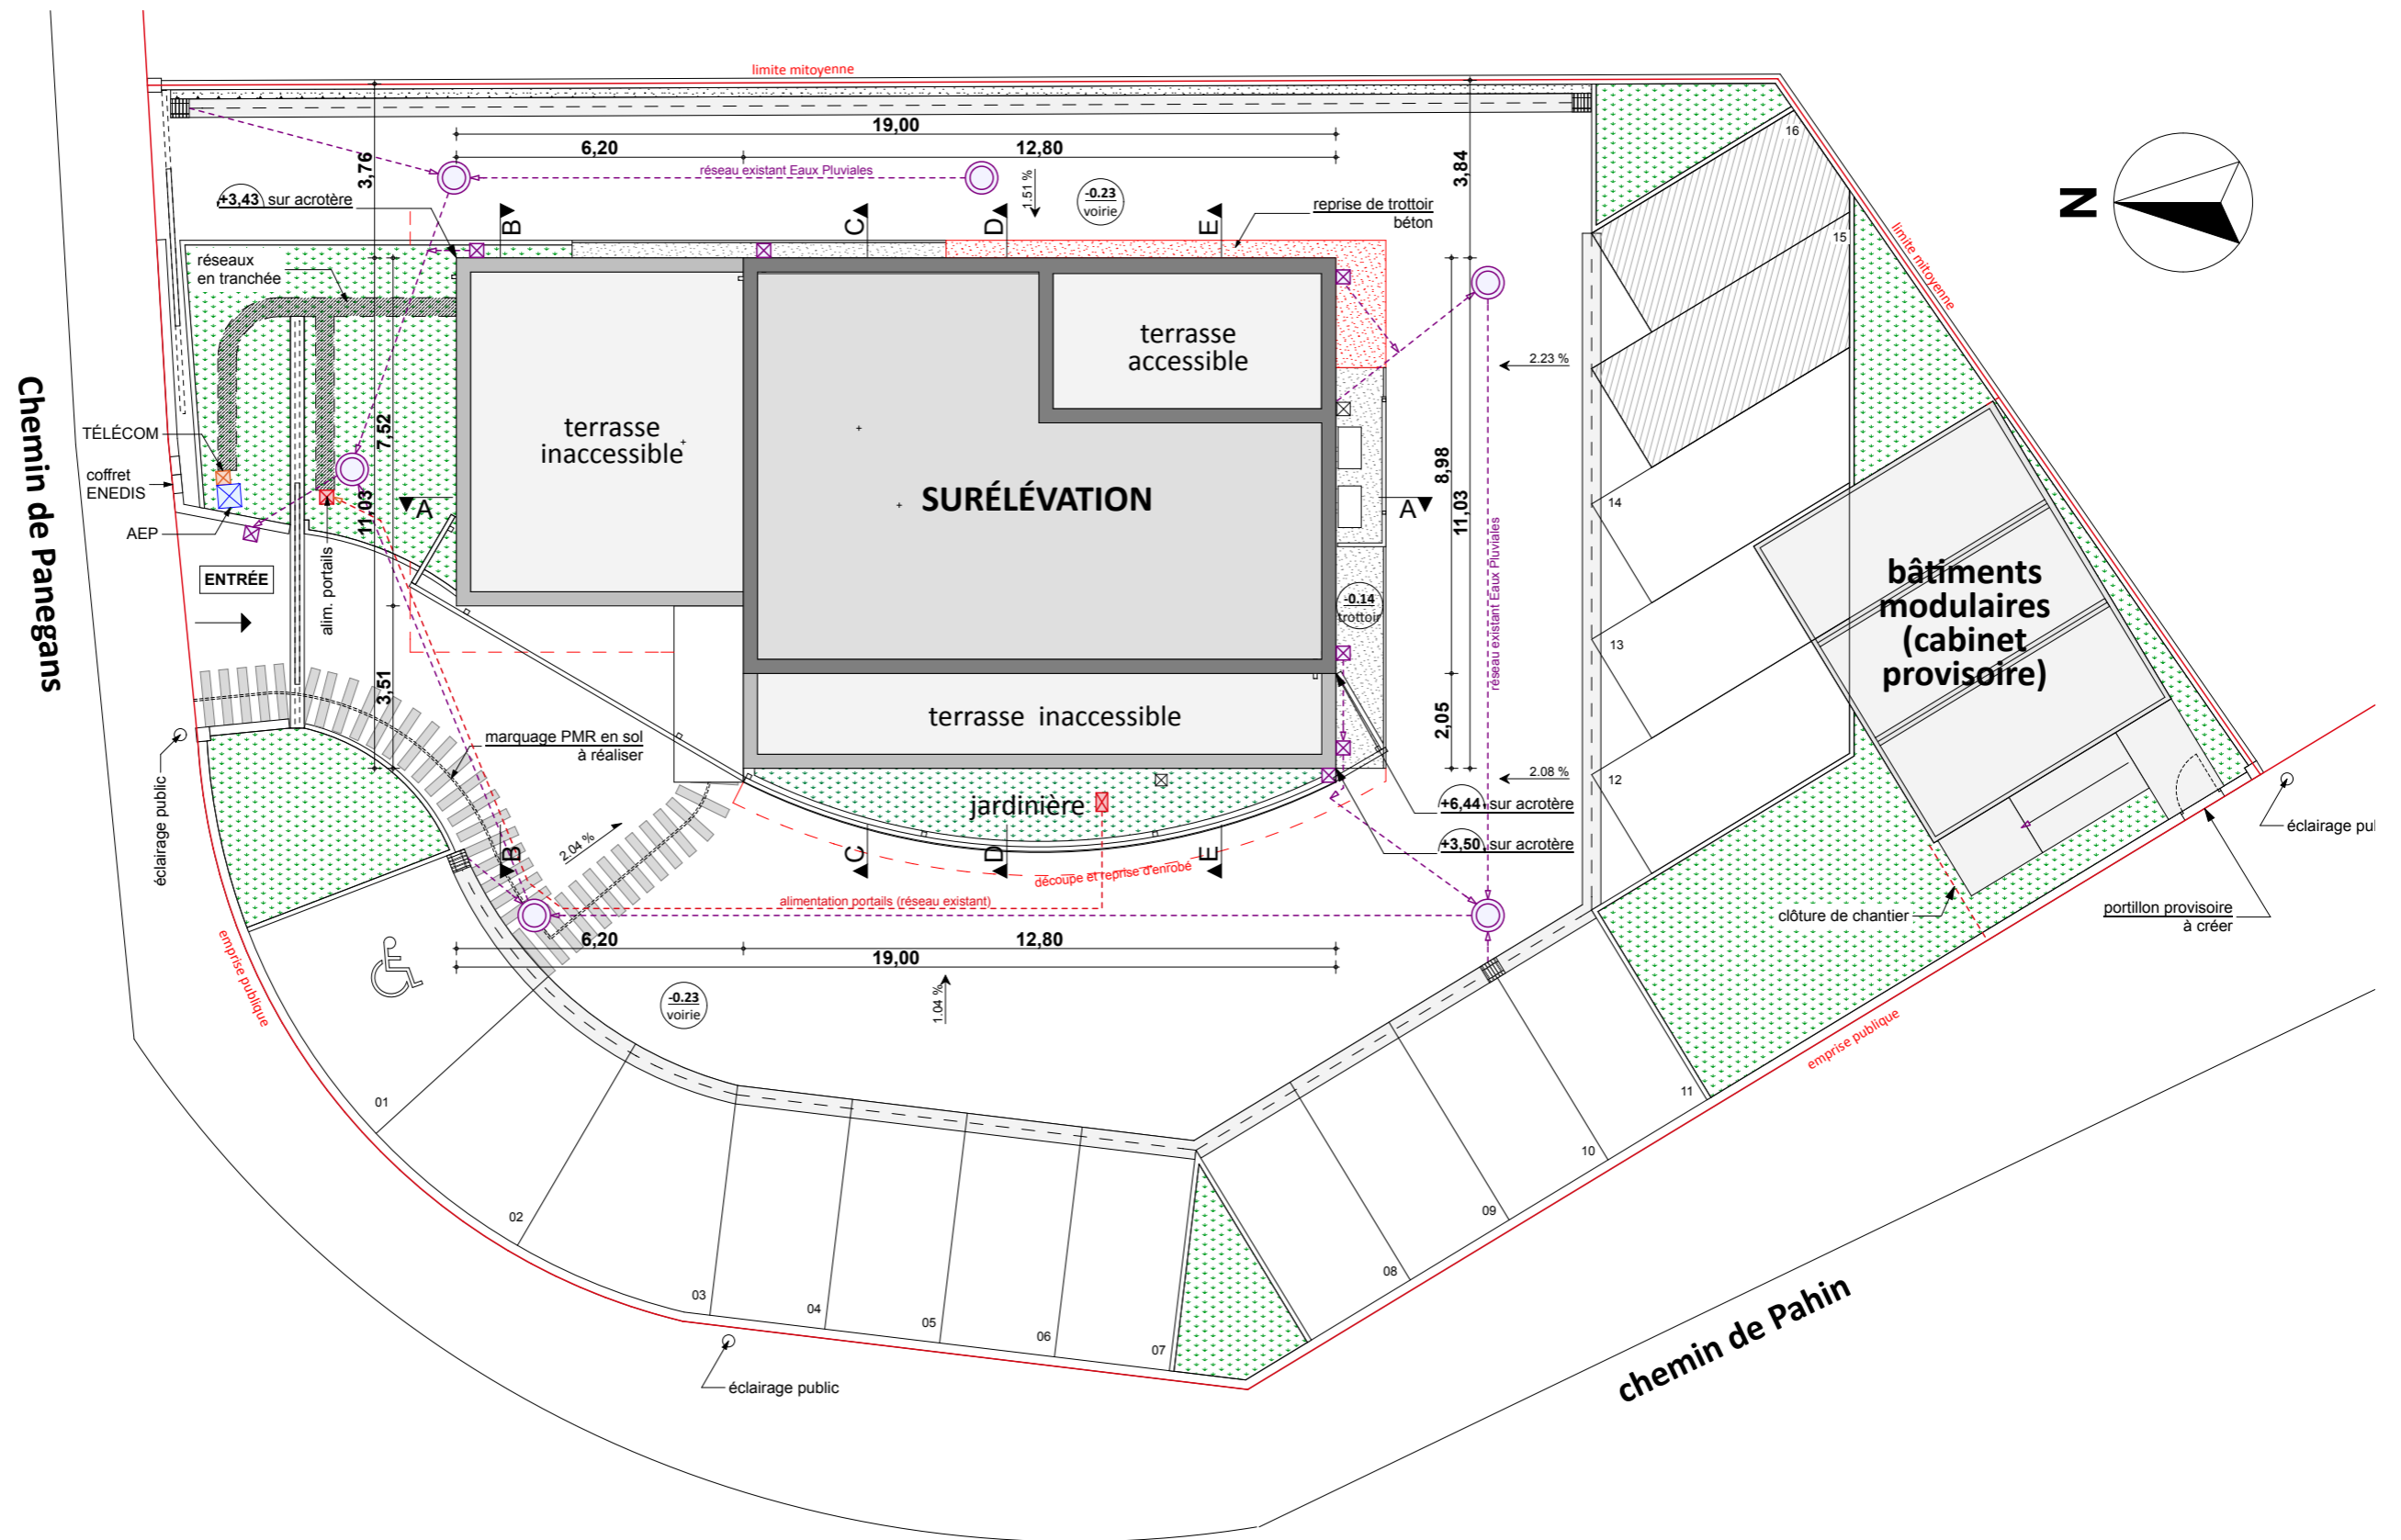 limite mitoyenne
19,00
6,20
12,80
3,76
3,84
réseau existant Eaux Pluviales
1.51 %
-0.23
voirie
+3,43 sur acrotère
B
C
D
E
reprise de trottoir
béton
16
15
N
limite mitoyenne
réseaux
en tranchée
terrasse
accessible
2.23 %
Chemin de Panegans
TÉLÉCOM
coffret
ENEDIS
AEP
7,52
11,03
terrasse
inaccessible
A
SURÉLÉVATION
A
8,98
11,03
réseau existant Eaux Pluviales
14
13
12
bâtiments
modulaires
(cabinet
provisoire)
ENTRÉE
alim. portails
-0.14
trottoir
3,51
2,05
terrasse inaccessible
marquage PMR en sol
à réaliser
éclairage public
2.04 %
jardinière
2.08 %
+6,44 sur acrotère
+3,50 sur acrotère
éclairage pul
B
C
D
E
découpe et reprise d'enrobé
alimentation portails (réseau existant)
clôture de chantier
portillon provisoire
à créer
6,20
12,80
19,00
emprise publique
-0.23
voirie
1.04 %
emprise publique
01
02
03
04
05
06
07
08
09
10
11
éclairage public
chemin de Pahin